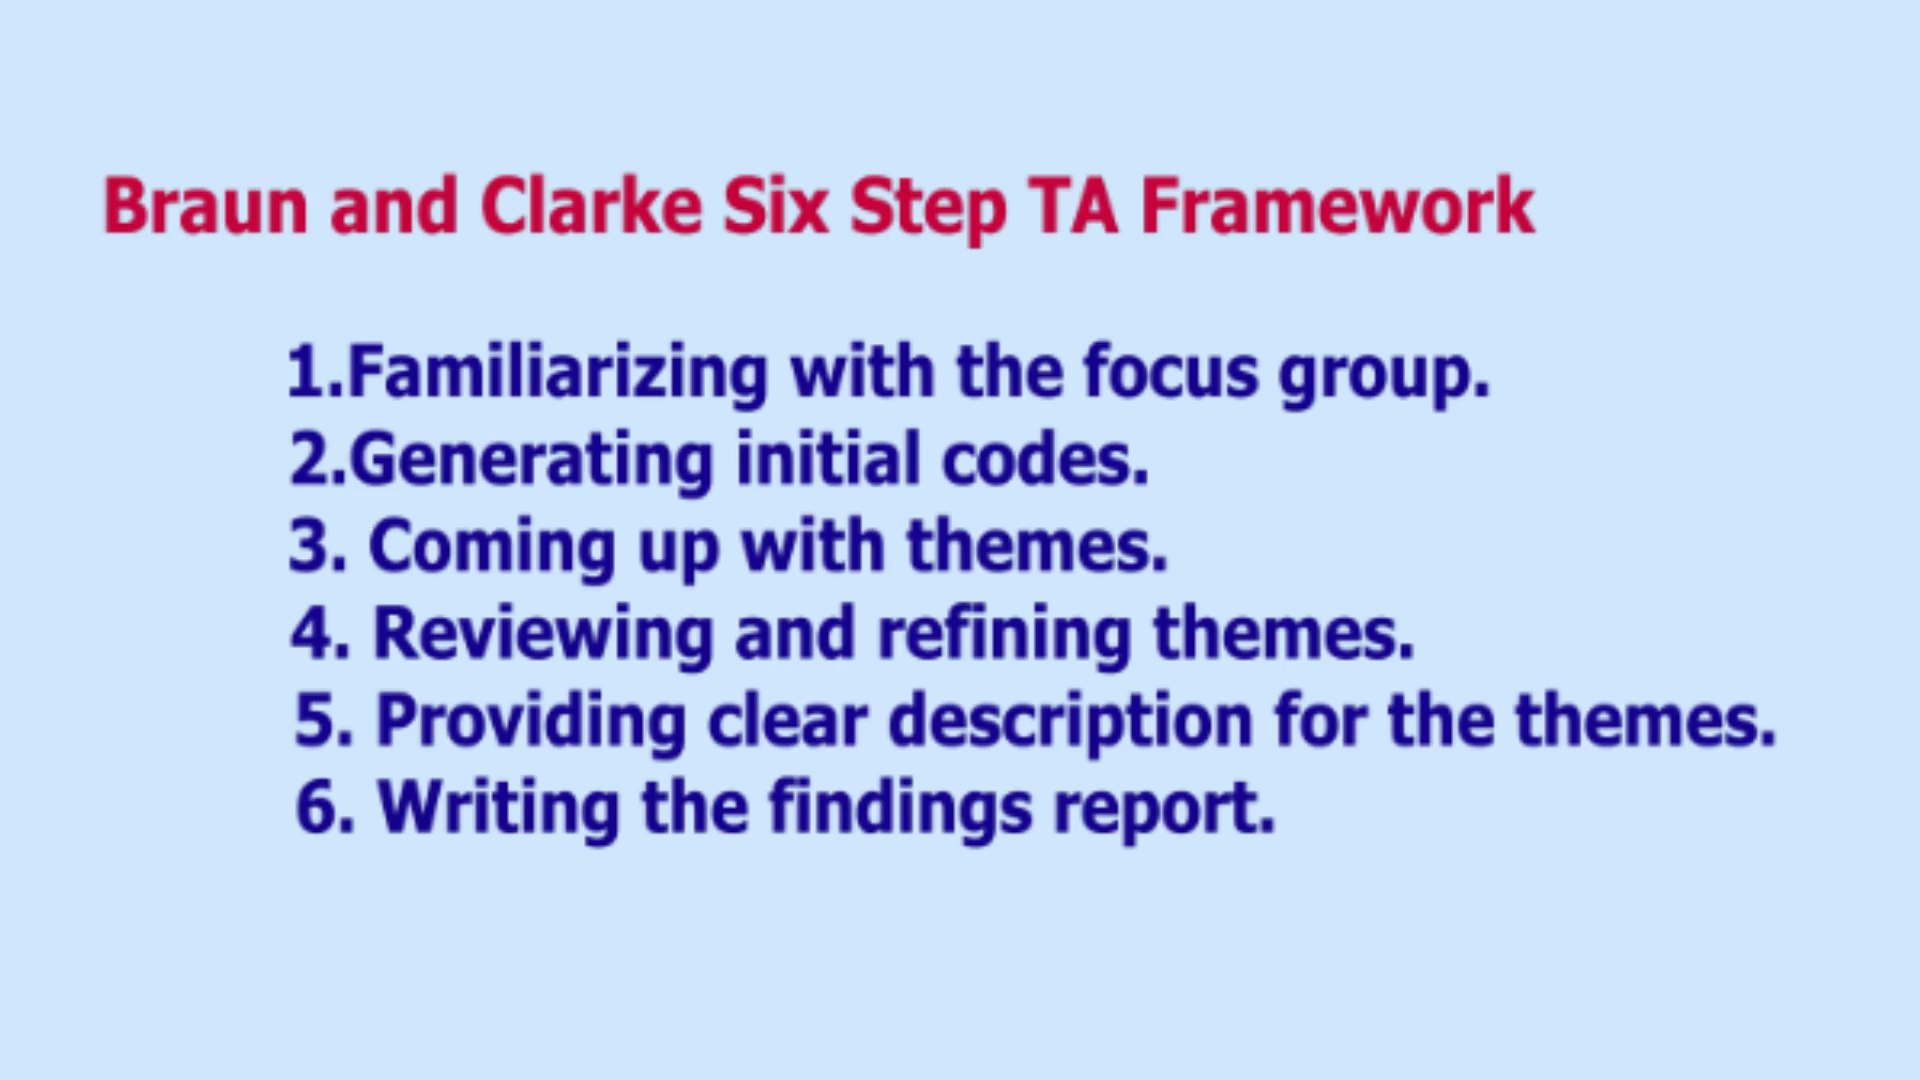 Braun and Clarke Six Step TA Framework
1.Familiarizing with the focus group.
2.Generating initial codes.
3. Coming up with themes.
4. Reviewing and refining themes.
5. Providing clear description for the themes.
6. Writing the findings report.